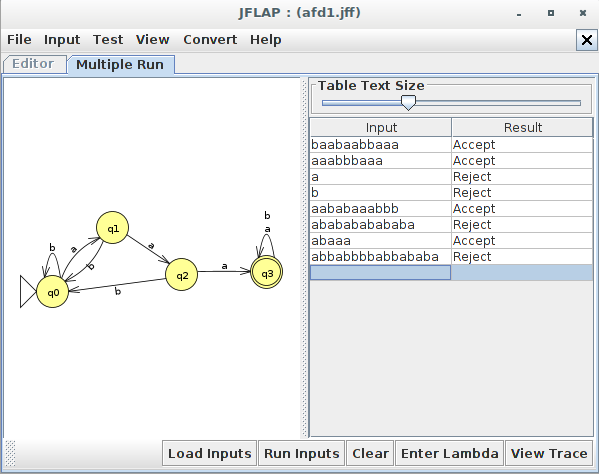 JFLAP : (afd1.jff)
File Input Test View Convert Help
Editor Multiple Run
Table Text Size
Input Result
baabaabbaaa Accept
aaabbbaaa Accept
a Reject
b Reject
aababaaabbb Accept
abababababaa Reject
abaaa Accept
abbabbbbabbababa Reject
b
a
q1
b
a
b
a
q2
a
q3
b
q0
Load Inputs Run Inputs Clear Enter Lambda View Trace